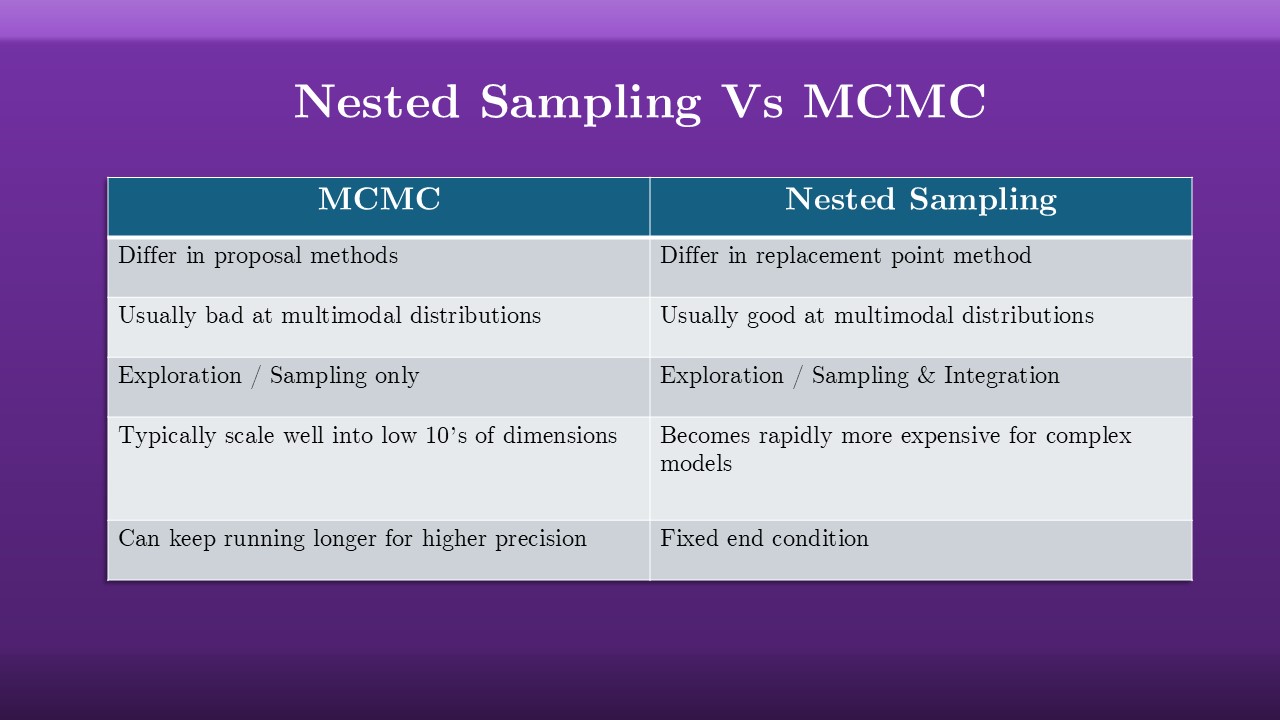 Nested Sampling Vs MCMC
MCMC
Nested Sampling
Differ in proposal methods
Differ in replacement point method
Usually bad at multimodal distributions
Usually good at multimodal distributions
Exploration / Sampling only
Exploration / Sampling & Integration
Typically scale well into low 10’s of dimensions
Becomes rapidly more expensive for complex
models
Can keep running longer for higher precision
Fixed end condition